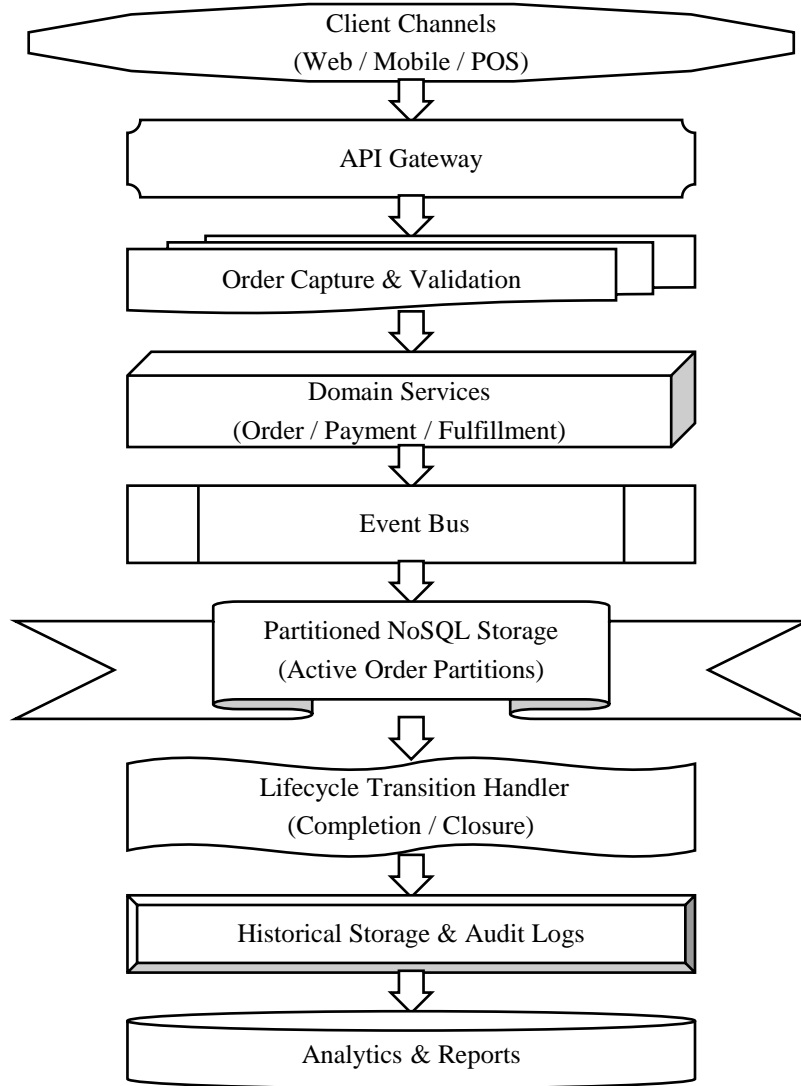 Client Channels
(Web / Mobile / POS)
API Gateway
Order Capture & Validation
Domain Services
(Order / Payment / Fulfillment)
Event Bus
Partitioned NoSQL Storage
(Active Order Partitions)
Lifecycle Transition Handler
(Completion / Closure)
Historical Storage & Audit Logs
Analytics & Reports